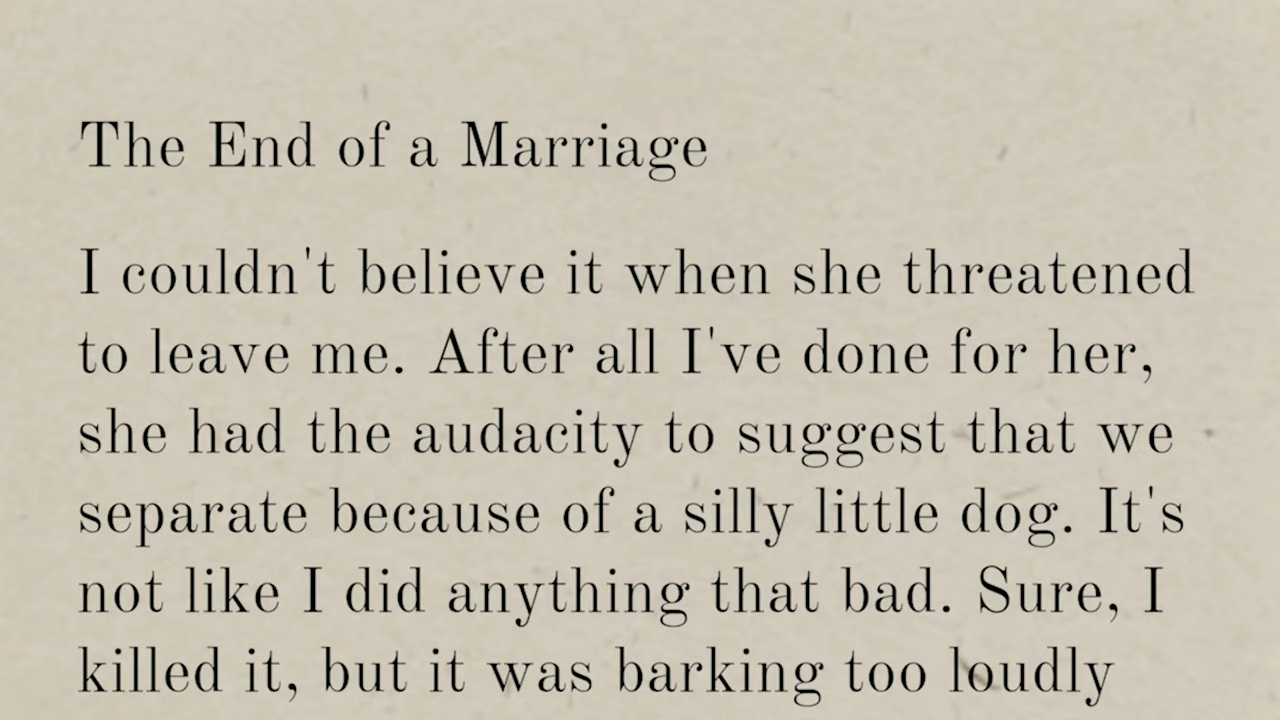 The End of a Marriage
I couldn't believe it when she threatened
to leave me. After all I've done for her,
she had the audacity to suggest that we
separate because of a silly little dog. It's
not like I did anything that bad. Sure, I
killed it, but it was barking too loudly